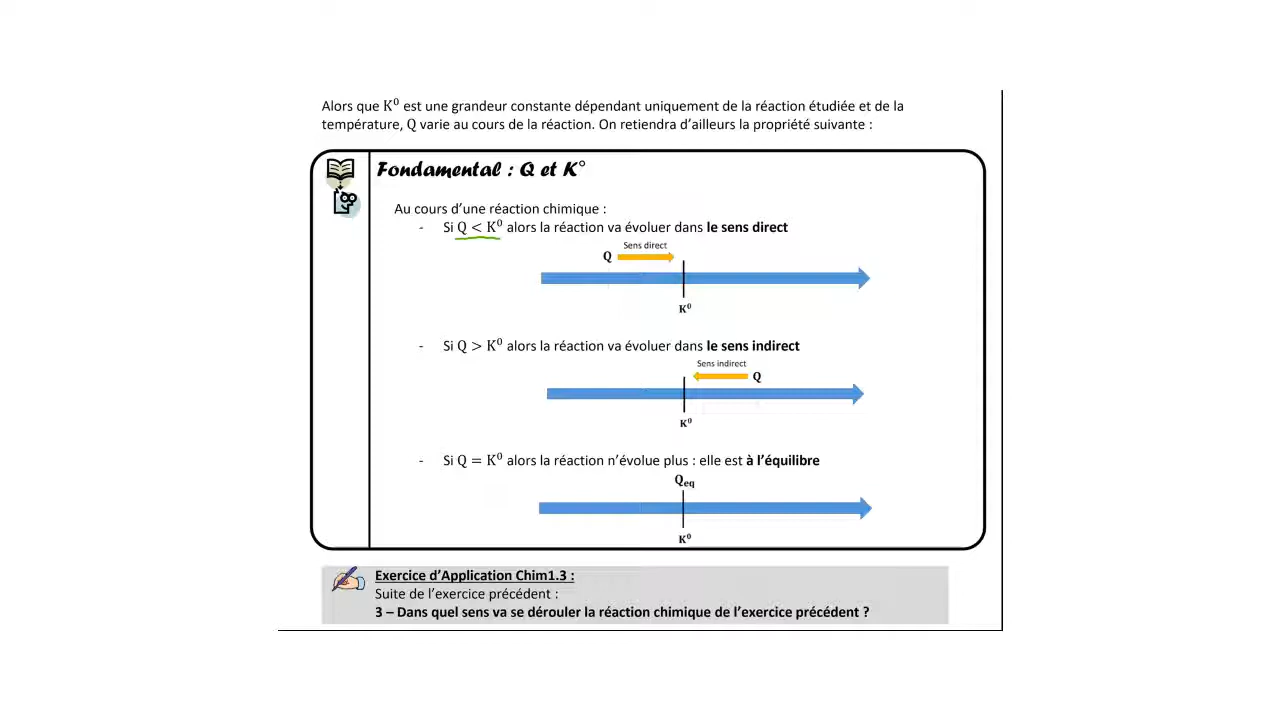 Alors que K⁰ est une grandeur constante dépendant uniquement de la réaction étudiée et de la
température, Q varie au cours de la réaction. On retiendra d’ailleurs la propriété suivante :
Fondamental : Q et K°
Au cours d’une réaction chimique :
- Si Q < K⁰ alors la réaction va évoluer dans le sens direct
Sens direct
Q
K⁰
- Si Q > K⁰ alors la réaction va évoluer dans le sens indirect
Sens indirect
Q
K⁰
- Si Q = K⁰ alors la réaction n’évolue plus : elle est à l’équilibre
Qeq
K⁰
Exercice d’Application Chim1.3 :
Suite de l’exercice précédent :
3 – Dans quel sens va se dérouler la réaction chimique de l’exercice précédent ?